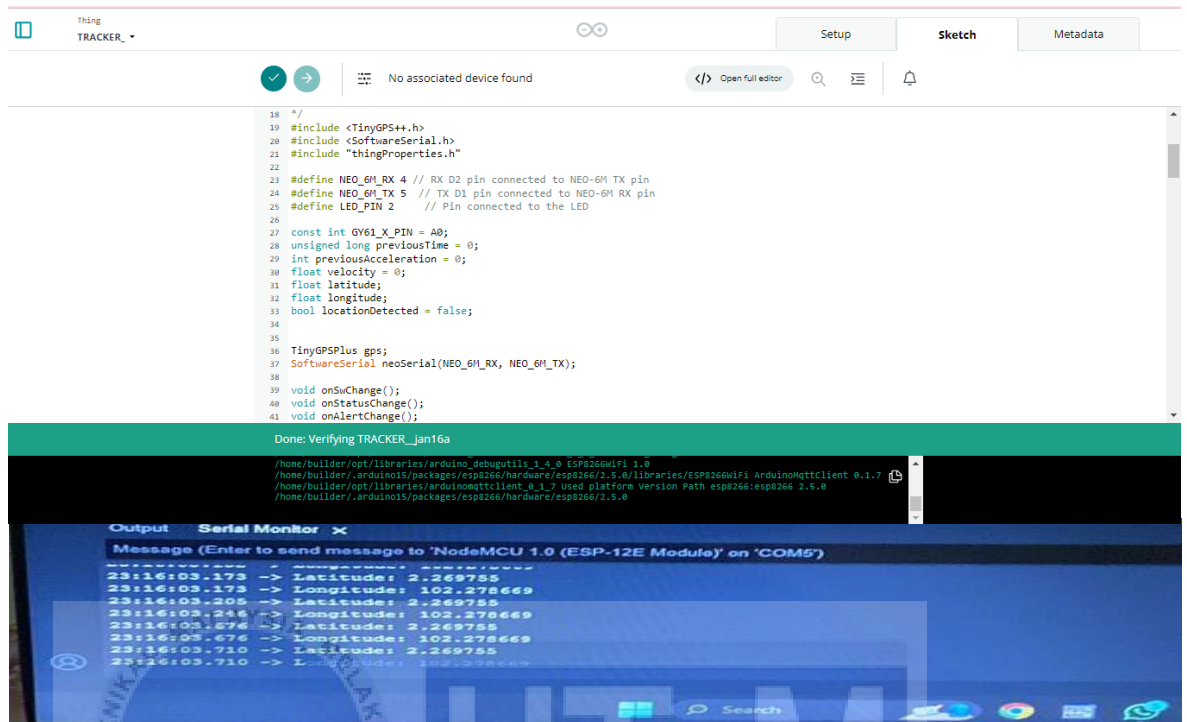 Thing
TRACKER_
Setup
Sketch
Metadata
No associated device found
</> Open full editor
18 */
19 #include <TinyGPS++.h>
20 #include <SoftwareSerial.h>
21 #include "thingProperties.h"
22
23 #define NEO_6M_RX 4 // RX D2 pin connected to NEO-6M TX pin
24 #define NEO_6M_TX 5 // TX D1 pin connected to NEO-6M RX pin
25 #define LED_PIN 2 // Pin connected to the LED
26
27 const int GY61_X_PIN = A0;
28 unsigned long previousTime = 0;
29 int previousAcceleration = 0;
30 float velocity = 0;
31 float latitude;
32 float longitude;
33 bool locationDetected = false;
34
35
36 TinyGPSPlus gps;
37 SoftwareSerial neoSerial(NEO_6M_RX, NEO_6M_TX);
38
39 void onSwChange();
40 void onStatusChange();
41 void onAlertChange();
Done: Verifying TRACKER__jan16a
/home/builder/opt/libraries/arduino_debugutils_1_4_0 ESP8266WiFi 1.0
/home/builder/.arduino15/packages/esp8266/hardware/esp8266/2.5.0/libraries/ESP8266WiFi ArduinoMqttClient 0.1.7
/home/builder/opt/libraries/arduinomqttclient_0_1_7 Used platform Version Path esp8266:esp8266 2.5.0
/home/builder/.arduino15/packages/esp8266/hardware/esp8266/2.5.0
Output Serial Monitor ×
Message (Enter to send message to 'NodeMCU 1.0 (ESP-12E Module)' on 'COM5')
23:16:03.173 -> Latitude: 2.269755
23:16:03.173 -> Longitude: 102.278669
23:16:03.205 -> Latitude: 2.269755
23:16:03.246 -> Longitude: 102.278669
23:16:03.676 -> Latitude: 2.269755
23:16:03.676 -> Longitude: 102.278669
23:16:03.710 -> Latitude: 2.269755
23:16:03.710 -> Longitude: 102.278669
Search